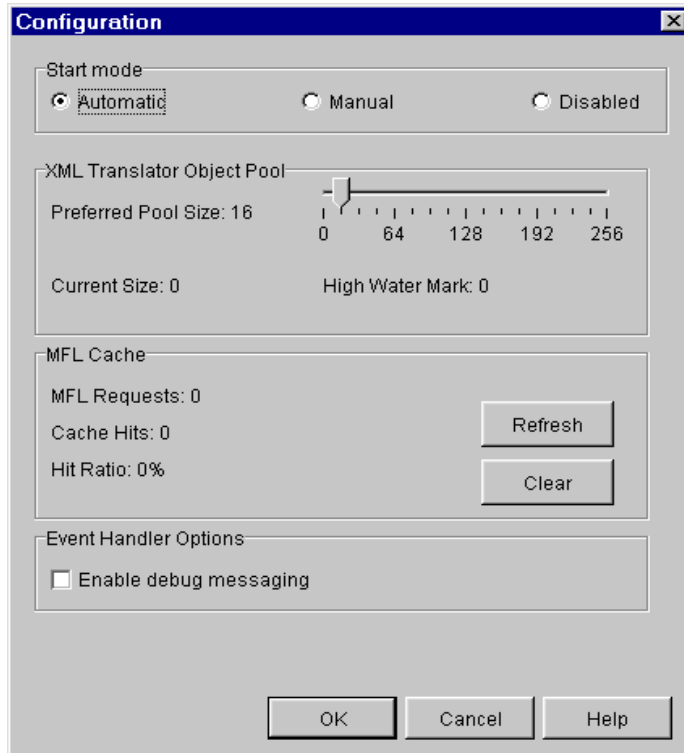 Configuration
Start mode
Automatic Manual Disabled
XML Translator Object Pool
Preferred Pool Size: 16
0 64 128 192 256
Current Size: 0 High Water Mark: 0
MFL Cache
MFL Requests: 0
Cache Hits: 0
Refresh
Hit Ratio: 0%
Clear
Event Handler Options
Enable debug messaging
OK Cancel Help